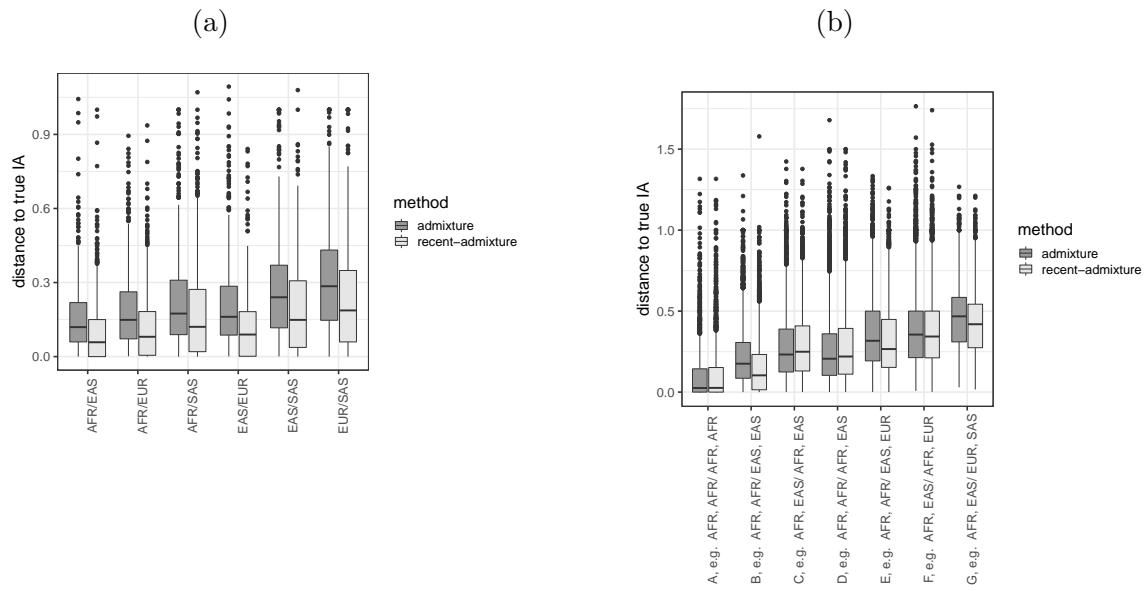 (a)
distance to true IA
0.9
0.6
0.3
0.0
AFR/EAS
AFR/EUR
AFR/SAS
EAS/EUR
EAS/SAS
EUR/SAS
method
admixture
recent−admixture
(b)
distance to true IA
1.5
1.0
0.5
0.0
A, e.g. AFR, AFR/ AFR, AFR
B, e.g. AFR, AFR/ EAS, EAS
C, e.g. AFR, EAS/ AFR, EAS
D, e.g. AFR, AFR/ AFR, EAS
E, e.g. AFR, AFR/ EAS, EUR
F, e.g. AFR, EAS/ AFR, EUR
G, e.g. AFR, EAS/ EUR, SAS
method
admixture
recent−admixture